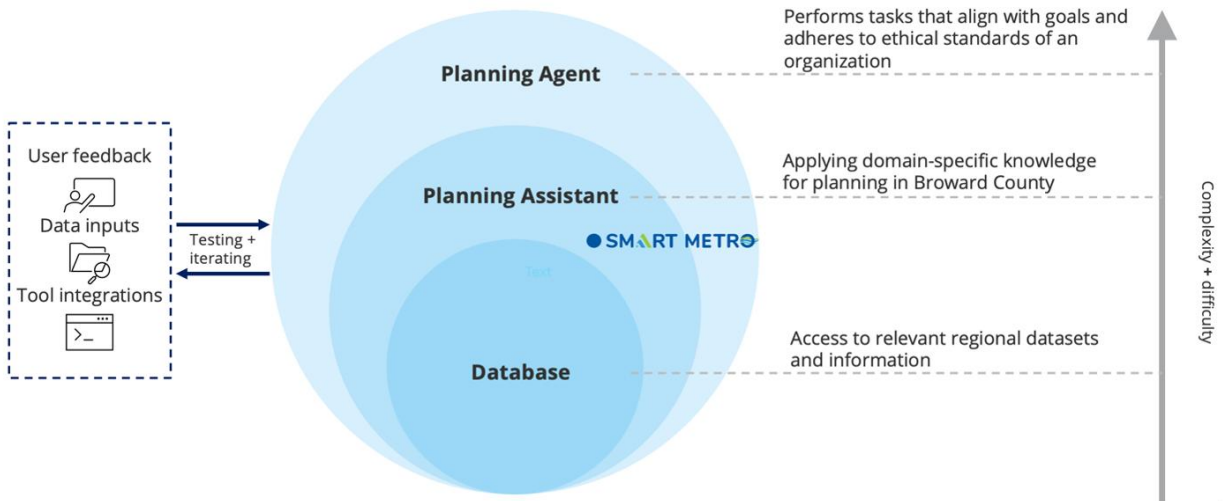 User feedback
Data inputs
Tool integrations
>_
Testing +
iterating
Planning Agent
Planning Assistant
SMART METRO
Text
Database
Performs tasks that align with goals and
adheres to ethical standards of an
organization
Applying domain-specific knowledge
for planning in Broward County
Access to relevant regional datasets
and information
Complexity + difficulty